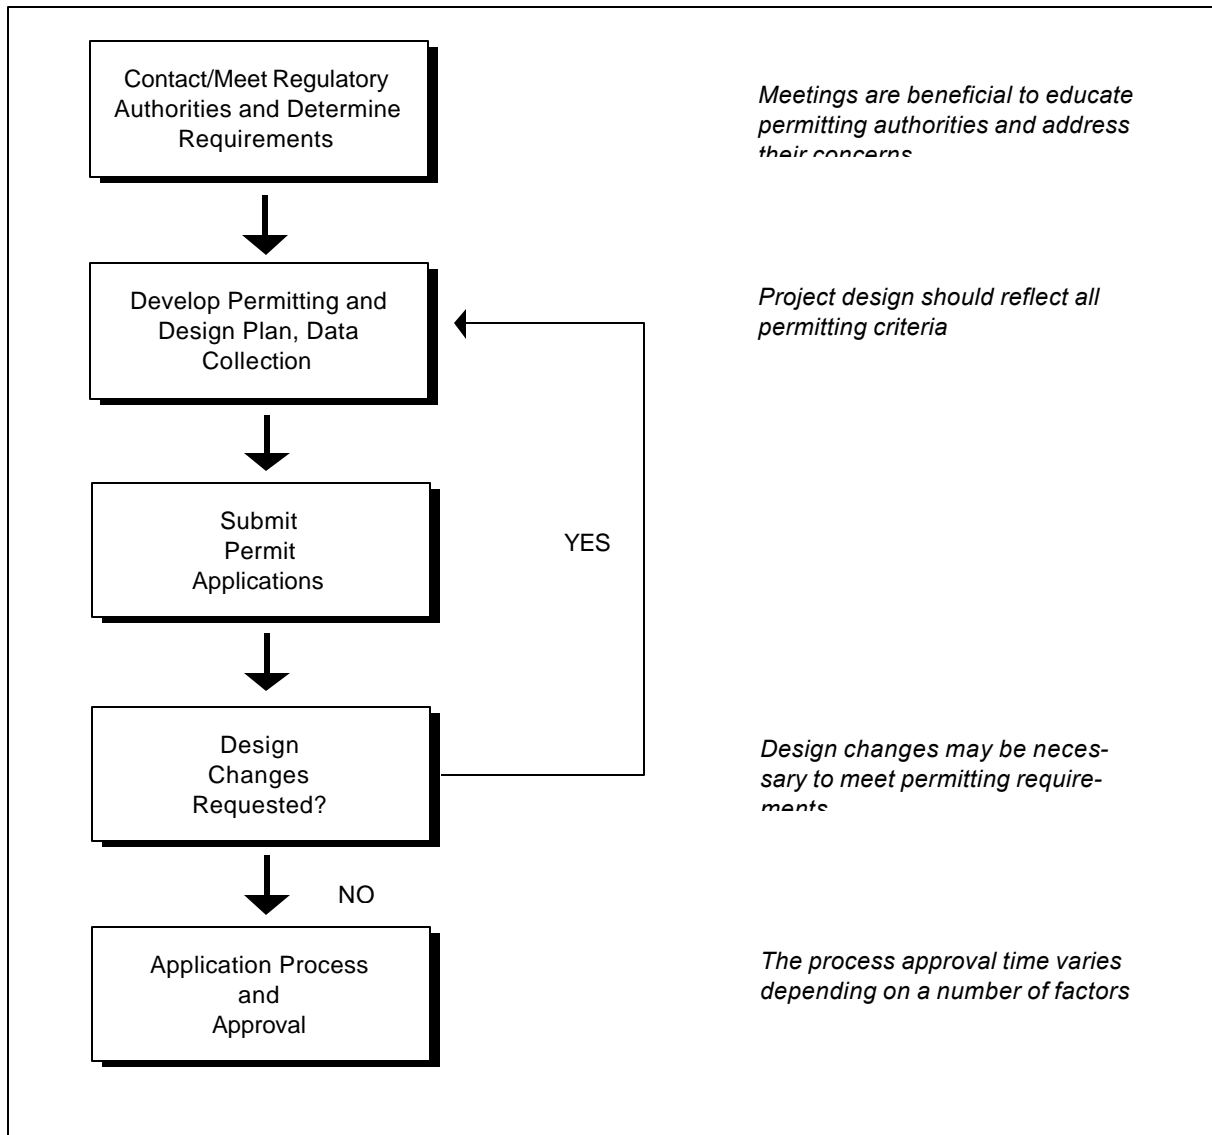 Contact/Meet Regulatory
Authorities and Determine
Requirements
Meetings are beneficial to educate
permitting authorities and address
their concerns
Develop Permitting and
Design Plan, Data
Collection
Project design should reflect all
permitting criteria
Submit
Permit
Applications
YES
Design
Changes
Requested?
Design changes may be neces-
sary to meet permitting require-
ments
NO
Application Process
and
Approval
The process approval time varies
depending on a number of factors